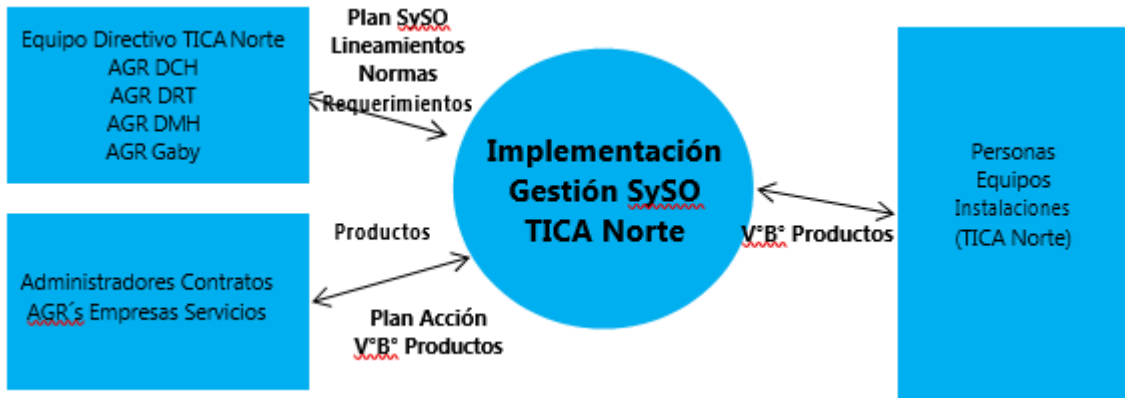 Equipo Directivo TICA Norte
AGR DCH
AGR DRT
AGR DMH
AGR Gaby
Plan SySO
Lineamientos
Normas
Requerimientos
Administradores Contratos
AGR´s Empresas Servicios
Productos
Plan Acción
V°B° Productos
Implementación
Gestión SySO
TICA Norte
V°B° Productos
Personas
Equipos
Instalaciones
(TICA Norte)